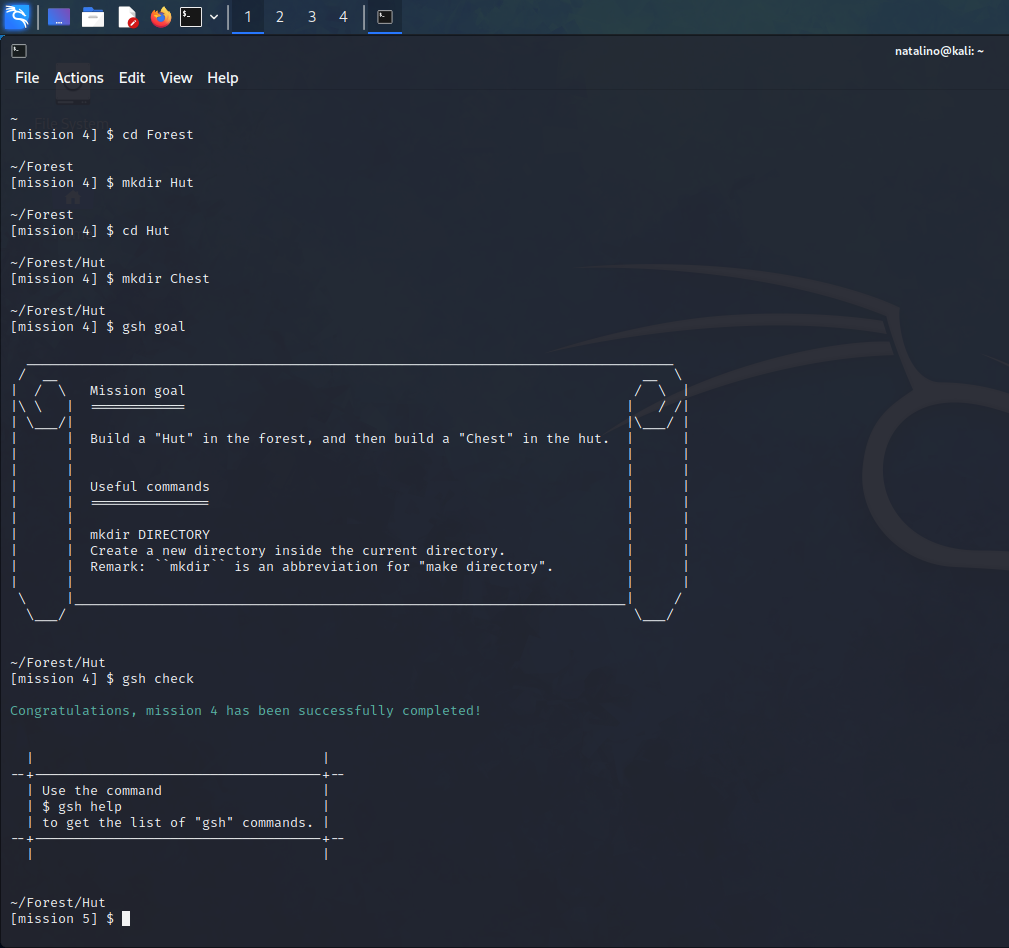 1 2 3 4
natalino@kali: ~
File Actions Edit View Help
~
[mission 4] $ cd Forest
~/Forest
[mission 4] $ mkdir Hut
~/Forest
[mission 4] $ cd Hut
~/Forest/Hut
[mission 4] $ mkdir Chest
~/Forest/Hut
[mission 4] $ gsh goal
Mission goal
============
Build a "Hut" in the forest, and then build a "Chest" in the hut.
Useful commands
===============
mkdir DIRECTORY
Create a new directory inside the current directory.
Remark: ``mkdir`` is an abbreviation for "make directory".
~/Forest/Hut
[mission 4] $ gsh check
Congratulations, mission 4 has been successfully completed!
Use the command
$ gsh help
to get the list of "gsh" commands.
~/Forest/Hut
[mission 5] $